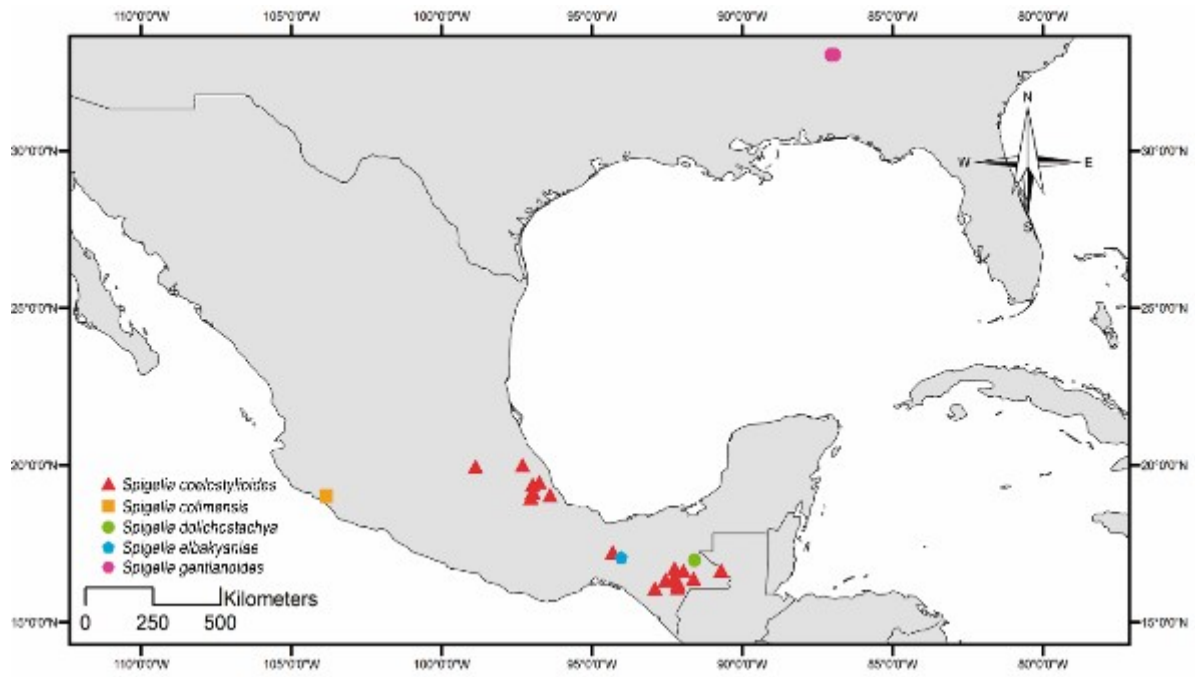 110°0'0"W 105°0'0"W 100°0'0"W 95°0'0"W 90°0'0"W 85°0'0"W 80°0'0"W
N
30°0'0"N W E 30°0'0"N
S
25°0'0"N 25°0'0"N
20°0'0"N 20°0'0"N
Spigelia coelostylioides
Spigelia colimensis
Spigelia dolichostachya
Spigelia elbakyaniae
Spigelia gentianoides
Kilometers
0 250 500
15°0'0"N 15°0'0"N
110°0'0"W 105°0'0"W 100°0'0"W 95°0'0"W 90°0'0"W 85°0'0"W 80°0'0"W